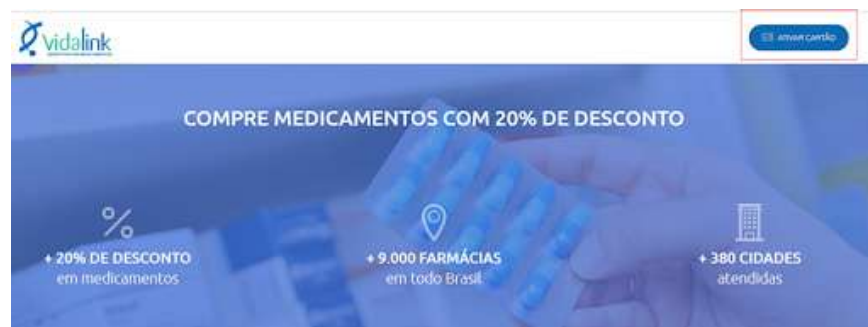 vidalink
ATIVAR CARTÃO
COMPRE MEDICAMENTOS COM 20% DE DESCONTO
%
+ 20% DE DESCONTO
em medicamentos
+ 9.000 FARMÁCIAS
em todo Brasil
+ 380 CIDADES
atendidas